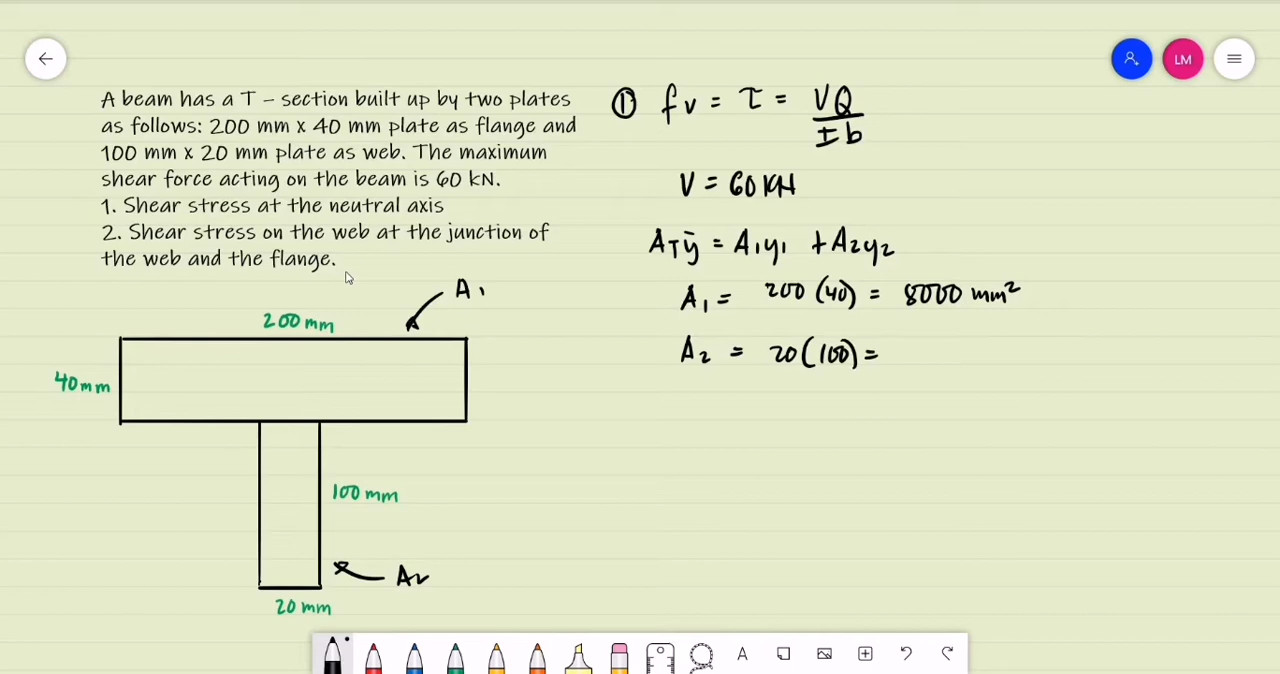 LM
A beam has a T – section built up by two plates
as follows: 200 mm x 40 mm plate as flange and
100 mm x 20 mm plate as web. The maximum
shear force acting on the beam is 60 kN.
1. Shear stress at the neutral axis
2. Shear stress on the web at the junction of
the web and the flange.
① fv = τ = VQ
Ib
V = 60 KN
ATȳ = A1y1 + A2y2
A1 = 200 (40) = 8000 mm²
A2 = 20 (100) =
A1
200 mm
40 mm
100 mm
A2
20 mm
A